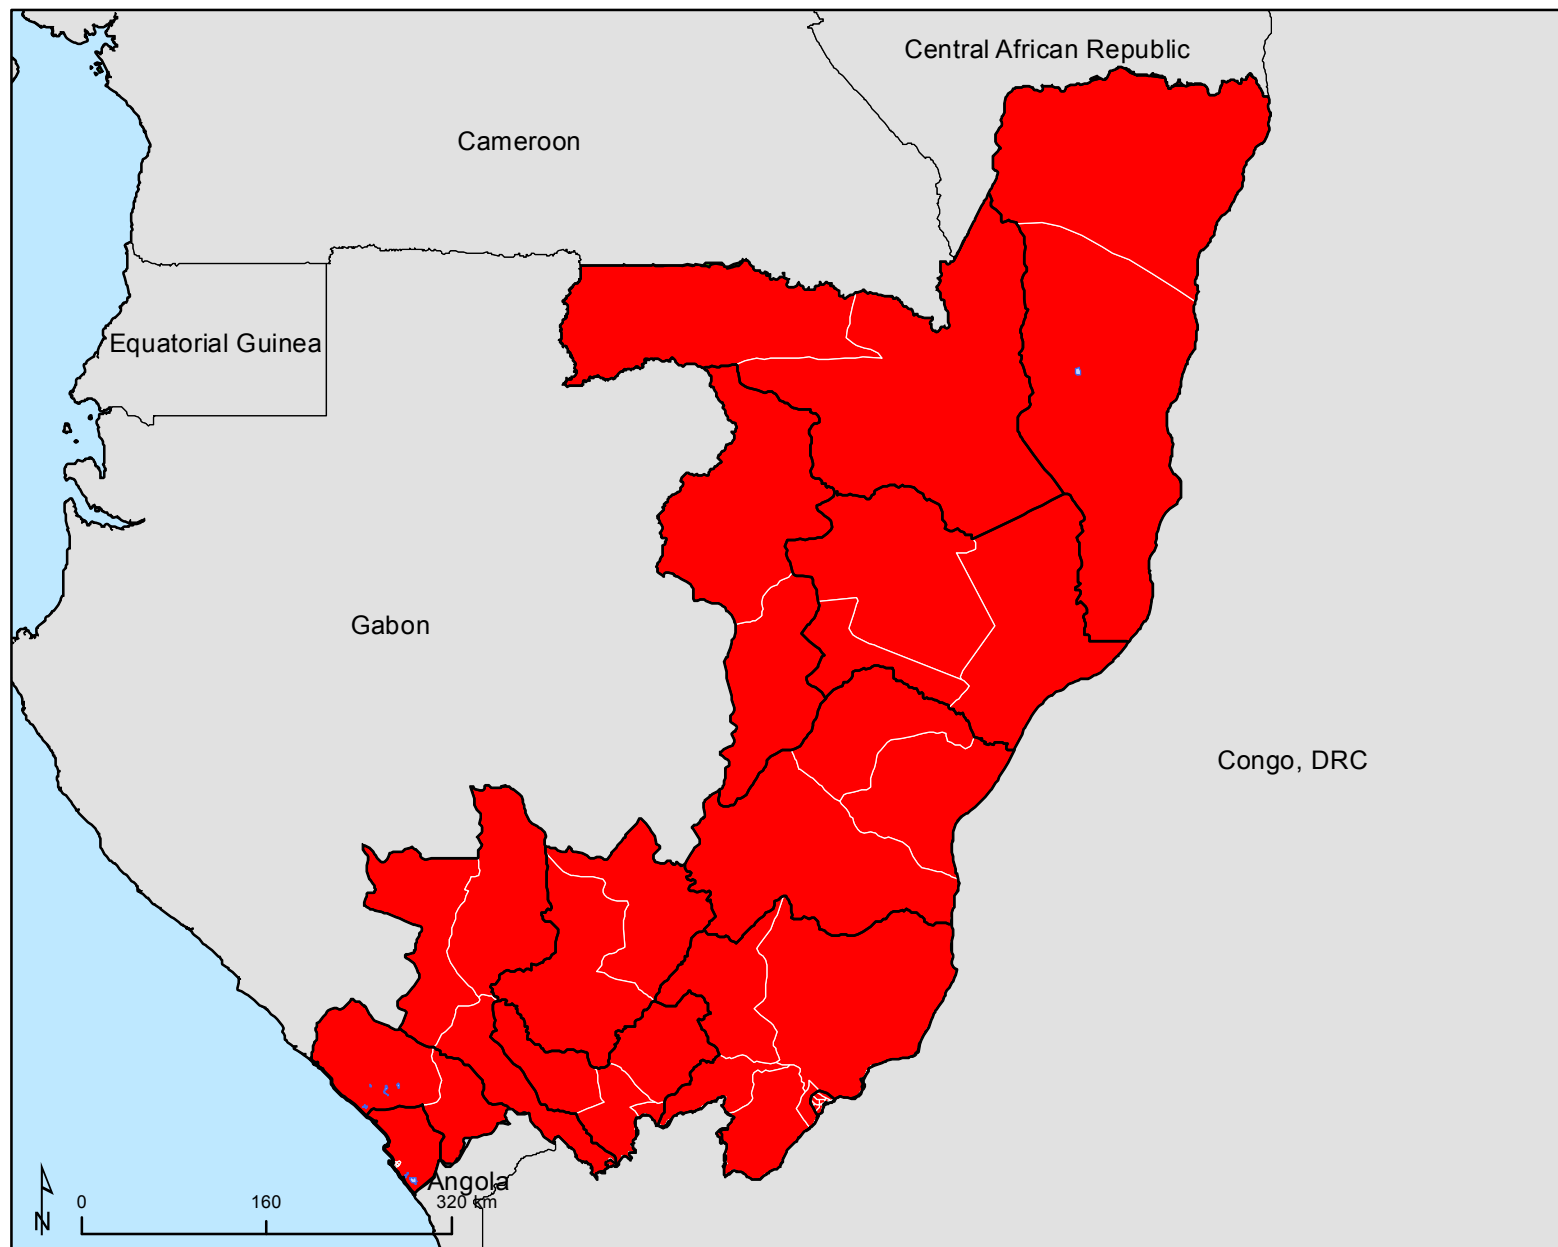 Central African Republic
Cameroon
Equatorial Guinea
Gabon
Congo, DRC
Angola
0 160 320 km
N